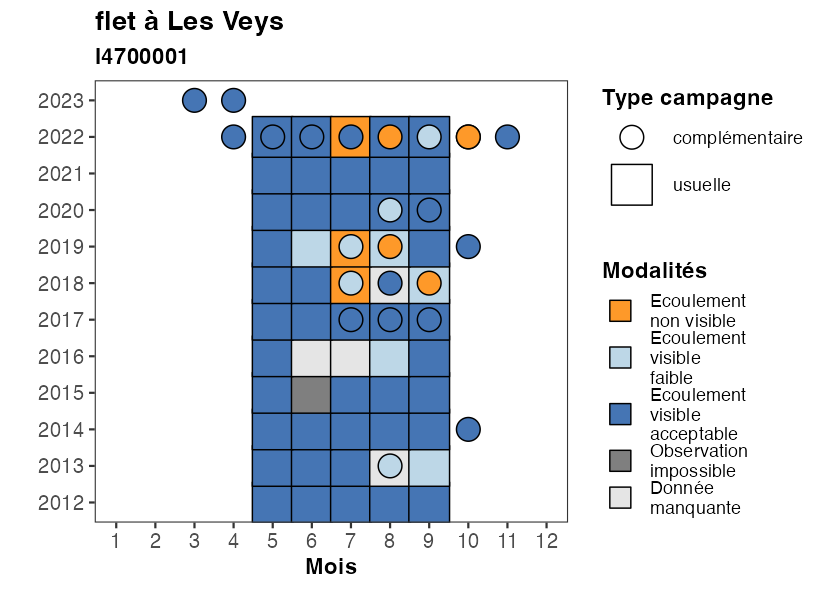 flet à Les Veys
I4700001
2023
2022
2021
2020
2019
2018
2017
2016
2015
2014
2013
2012
1 2 3 4 5 6 7 8 9 10 11 12
Mois
Type campagne
complémentaire
usuelle
Modalités
Ecoulement
non visible
Ecoulement
visible
faible
Ecoulement
visible
acceptable
Observation
impossible
Donnée
manquante